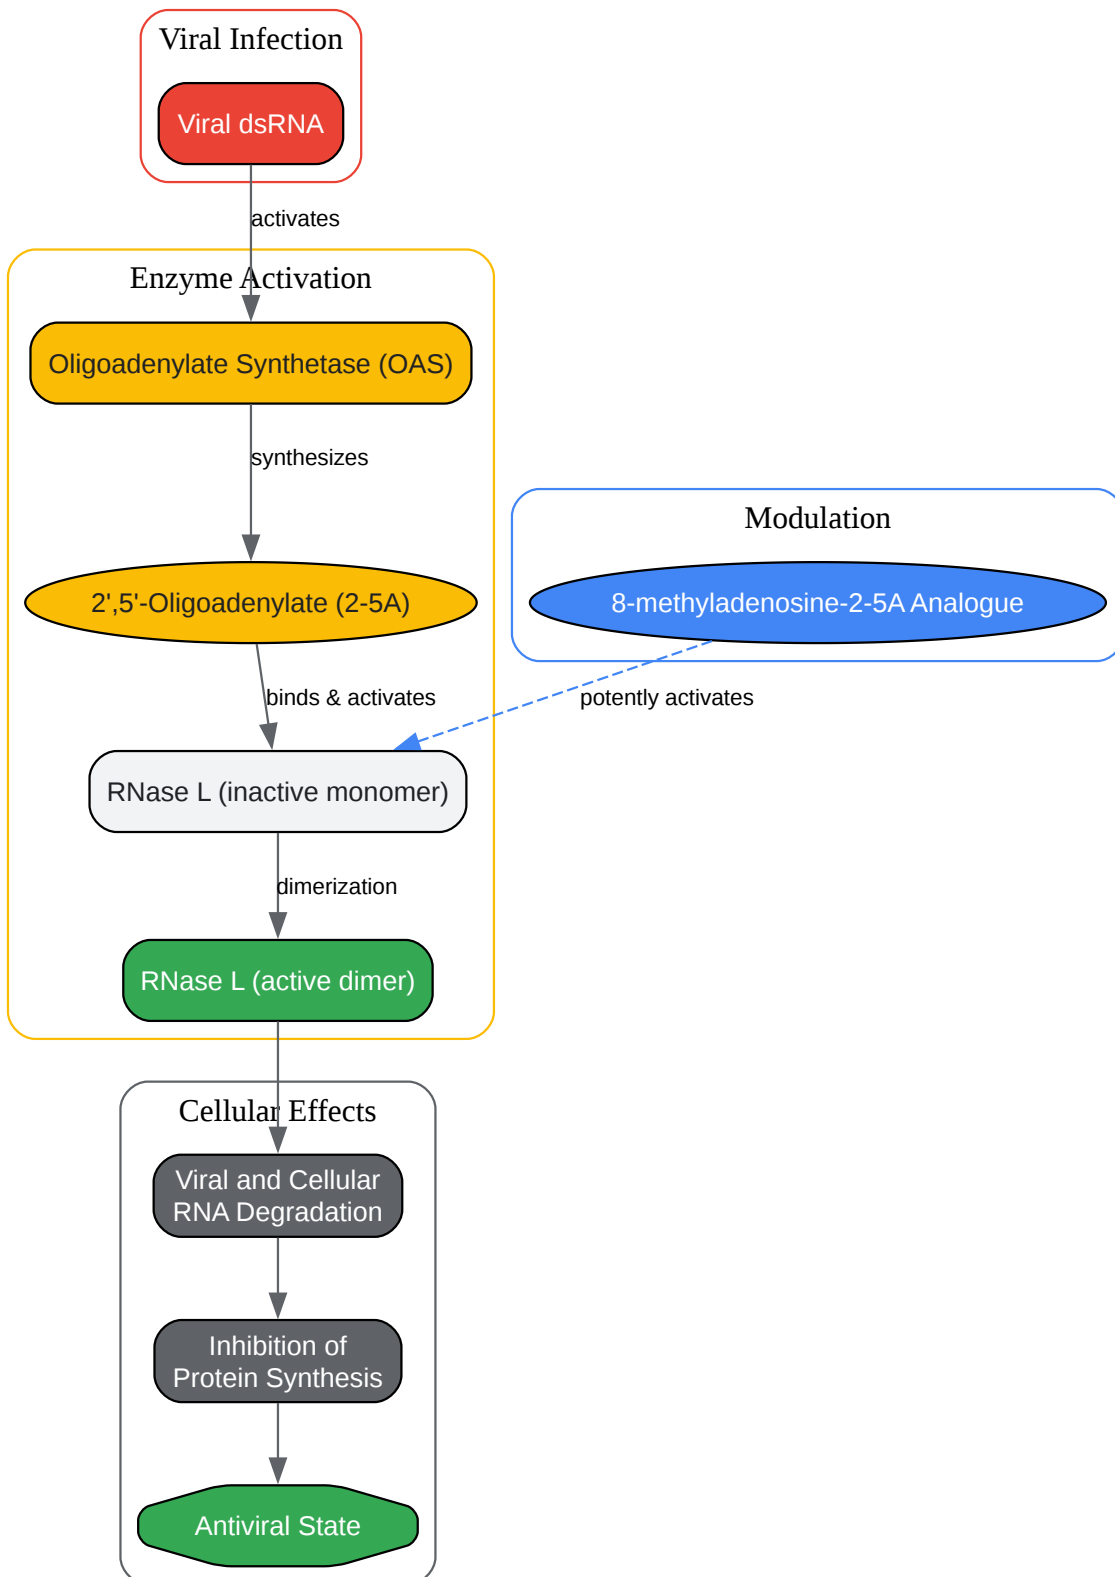 Viral Infection
Viral dsRNA
activates
Enzyme Activation
Oligoadenylate Synthetase (OAS)
synthesizes
Modulation
2',5'-Oligoadenylate (2-5A)
8-methyladenosine-2-5A Analogue
binds & activates
potently activates
RNase L (inactive monomer)
dimerization
RNase L (active dimer)
Cellular Effects
Viral and Cellular
RNA Degradation
Inhibition of
Protein Synthesis
Antiviral State